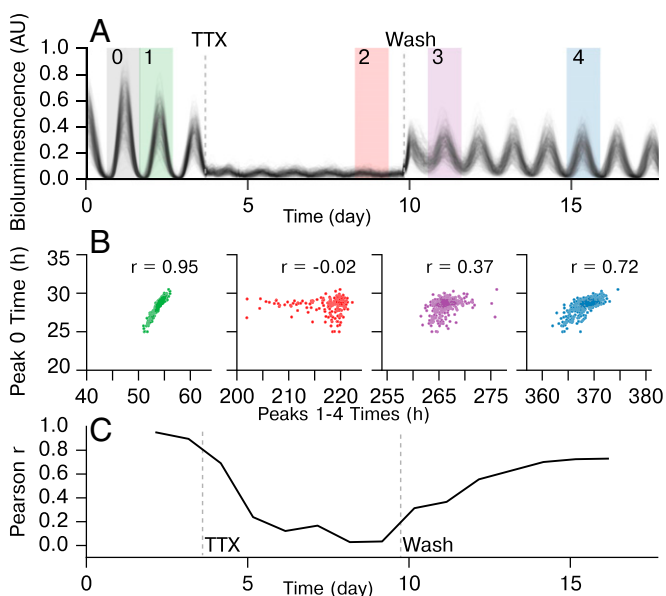 A
TTX
Wash
Bioluminesncence (AU)
1.0
0.8
0.6
0.4
0.2
0.0
0
1
2
3
4
0
5
10
15
Time (day)
B
Peak 0 Time (h)
35
30
25
20
r = 0.95
r = -0.02
r = 0.37
r = 0.72
40 50 60
200 210 220
255 265 275
360 370 380
Peaks 1-4 Times (h)
C
Pearson r
1.0
0.8
0.6
0.4
0.2
0.0
TTX
Wash
0
5
10
15
Time (day)